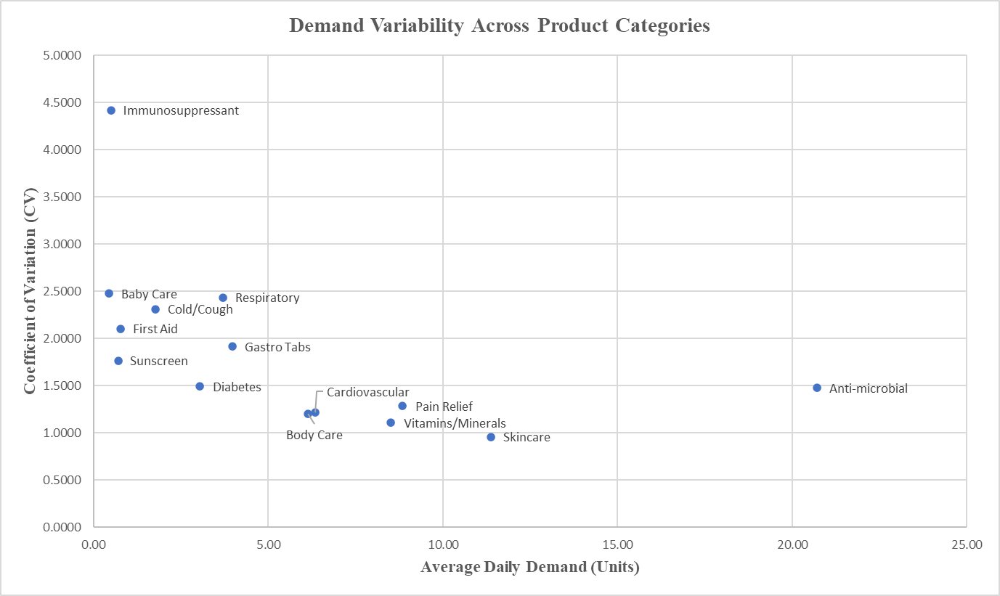 Demand Variability Across Product Categories
5.0000
4.5000
Immunosuppressant
4.0000
3.5000
3.0000
2.5000
Baby Care
Respiratory
Cold/Cough
First Aid
2.0000
Gastro Tabs
Sunscreen
1.5000
Diabetes
Anti-microbial
Cardiovascular
Pain Relief
Vitamins/Minerals
1.0000
Body Care
Skincare
0.5000
0.0000
Coefficient of Variation (CV)
0.00 5.00 10.00 15.00 20.00 25.00
Average Daily Demand (Units)